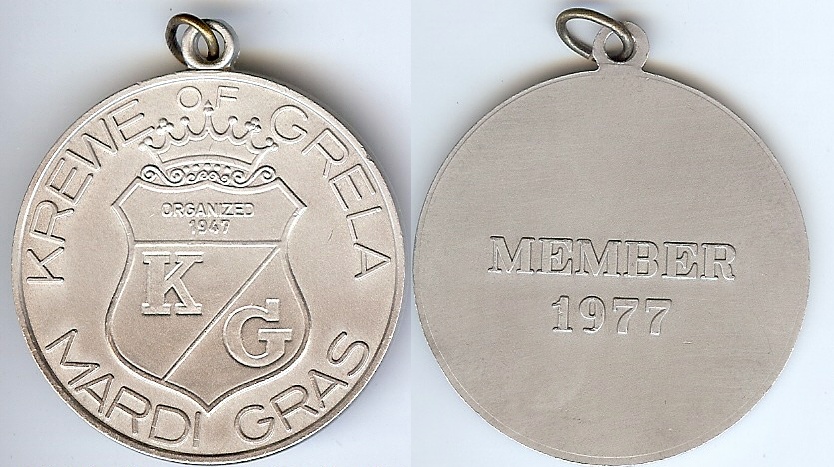 KREWE OF GRELA
ORGANIZED
1947
K
G
MARDI GRAS
MEMBER
1977